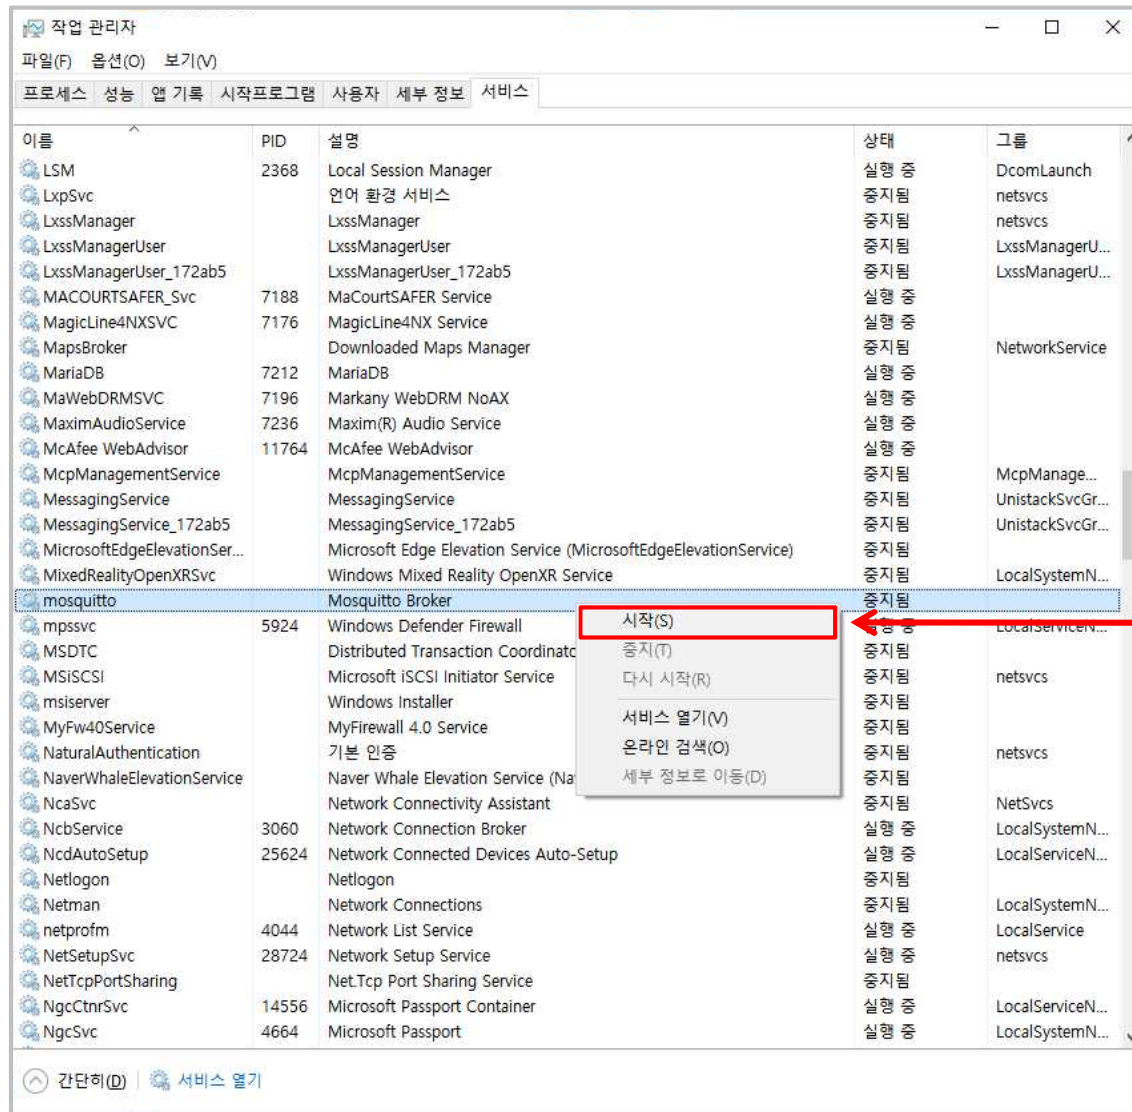 작업 관리자
파일(F) 옵션(O) 보기(V)
프로세스 성능 앱 기록 시작프로그램 사용자 세부 정보 서비스
이름 PID 설명 상태 그룹
LSM 2368 Local Session Manager 실행 중 DcomLaunch
LxpSvc 언어 환경 서비스 중지됨 netsvcs
LxssManager LxssManager 중지됨 netsvcs
LxssManagerUser LxssManagerUser 중지됨 LxssManagerU...
LxssManagerUser_172ab5 LxssManagerUser_172ab5 중지됨 LxssManagerU...
MACOURTSAFER_Svc 7188 MaCourtSAFER Service 실행 중
MagicLine4NXSVC 7176 MagicLine4NX Service 실행 중
MapsBroker Downloaded Maps Manager 중지됨 NetworkService
MariaDB 7212 MariaDB 실행 중
MaWebDRMSVC 7196 Markany WebDRM NoAX 실행 중
MaximAudioService 7236 Maxim(R) Audio Service 실행 중
McAfee WebAdvisor 11764 McAfee WebAdvisor 실행 중
McpManagementService McpManagementService 중지됨 McpManage...
MessagingService MessagingService 중지됨 UnistackSvcGr...
MessagingService_172ab5 MessagingService_172ab5 중지됨 UnistackSvcGr...
MicrosoftEdgeElevationSer... Microsoft Edge Elevation Service (MicrosoftEdgeElevationService) 중지됨
MixedRealityOpenXRSvc Windows Mixed Reality OpenXR Service 중지됨 LocalSystemN...
mosquitto Mosquitto Broker 중지됨
mpssvc 5924 Windows Defender Firewall 시작(S) 실행 중 LocalServiceN...
MSDTC Distributed Transaction Coordinatc 중지(T) 중지됨
MSiSCSI Microsoft iSCSI Initiator Service 다시 시작(R) 중지됨 netsvcs
msiserver Windows Installer 중지됨
MyFw40Service MyFirewall 4.0 Service 서비스 열기(V) 중지됨
NaturalAuthentication 기본 인증 온라인 검색(O) 중지됨 netsvcs
NaverWhaleElevationService Naver Whale Elevation Service (Na 세부 정보로 이동(D) 중지됨
NcaSvc Network Connectivity Assistant 중지됨 NetSvcs
NcbService 3060 Network Connection Broker 실행 중 LocalSystemN...
NcdAutoSetup 25624 Network Connected Devices Auto-Setup 실행 중 LocalServiceN...
Netlogon Netlogon 중지됨
Netman Network Connections 중지됨 LocalSystemN...
netprofm 4044 Network List Service 실행 중 LocalService
NetSetupSvc 28724 Network Setup Service 실행 중 netsvcs
NetTcpPortSharing Net.Tcp Port Sharing Service 중지됨
NgcCtnrSvc 14556 Microsoft Passport Container 실행 중 LocalServiceN...
NgcSvc 4664 Microsoft Passport 실행 중 LocalSystemN...
간단히(D) 서비스 열기